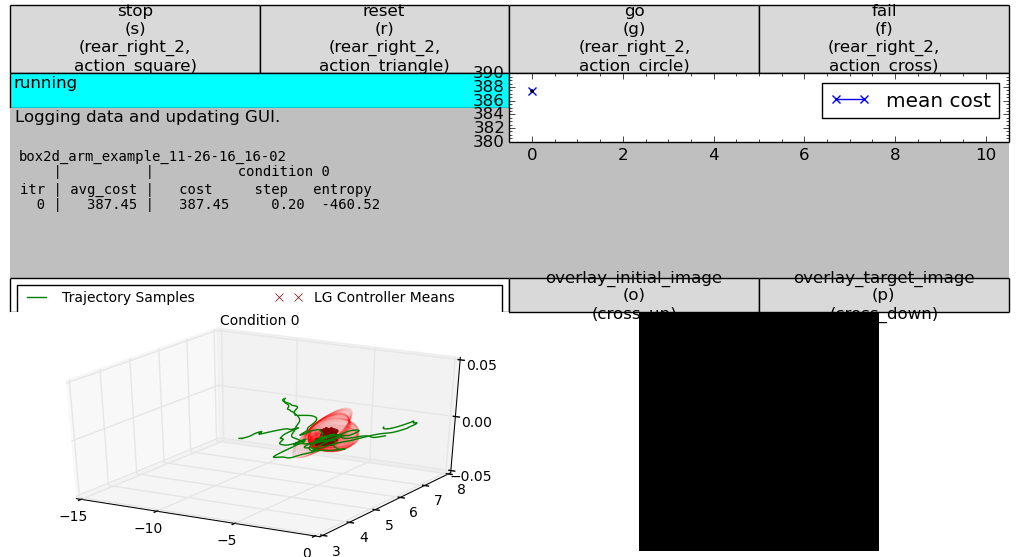 stop
(s)
(rear_right_2,
action_square)
reset
(r)
(rear_right_2,
action_triangle)
go
(g)
(rear_right_2,
action_circle)
fail
(f)
(rear_right_2,
action_cross)
running
390
388
386
384
382
380
mean cost
0 2 4 6 8 10
Logging data and updating GUI.
box2d_arm_example_11-26-16_16-02
| | condition 0
itr | avg_cost | cost step entropy
0 | 387.45 | 387.45 0.20 -460.52
overlay_initial_image
(o)
(cross_up)
overlay_target_image
(p)
(cross_down)
Trajectory Samples
LG Controller Means
Condition 0
0.05
0.00
−0.05
8
7
6
5
4
3
−15
−10
−5
0